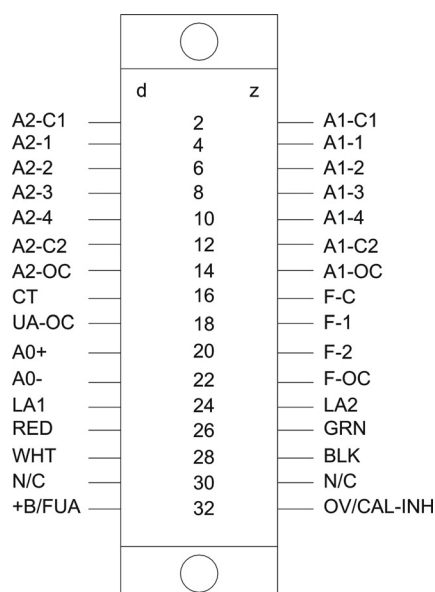 d z
A2-C1 2 A1-C1
A2-1 4 A1-1
A2-2 6 A1-2
A2-3 8 A1-3
A2-4 10 A1-4
A2-C2 12 A1-C2
A2-OC 14 A1-OC
CT 16 F-C
UA-OC 18 F-1
A0+ 20 F-2
A0- 22 F-OC
LA1 24 LA2
RED 26 GRN
WHT 28 BLK
N/C 30 N/C
+B/FUA 32 OV/CAL-INH